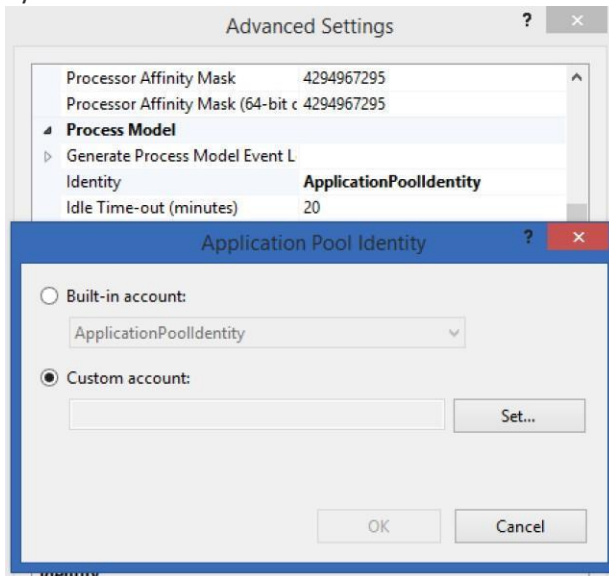 Advanced Settings ?
Processor Affinity Mask 4294967295
Processor Affinity Mask (64-bit c 4294967295
Process Model
Generate Process Model Event L
Identity ApplicationPoolIdentity
Idle Time-out (minutes) 20
Application Pool Identity ?
Built-in account:
ApplicationPoolIdentity
Custom account:
Set...
OK Cancel